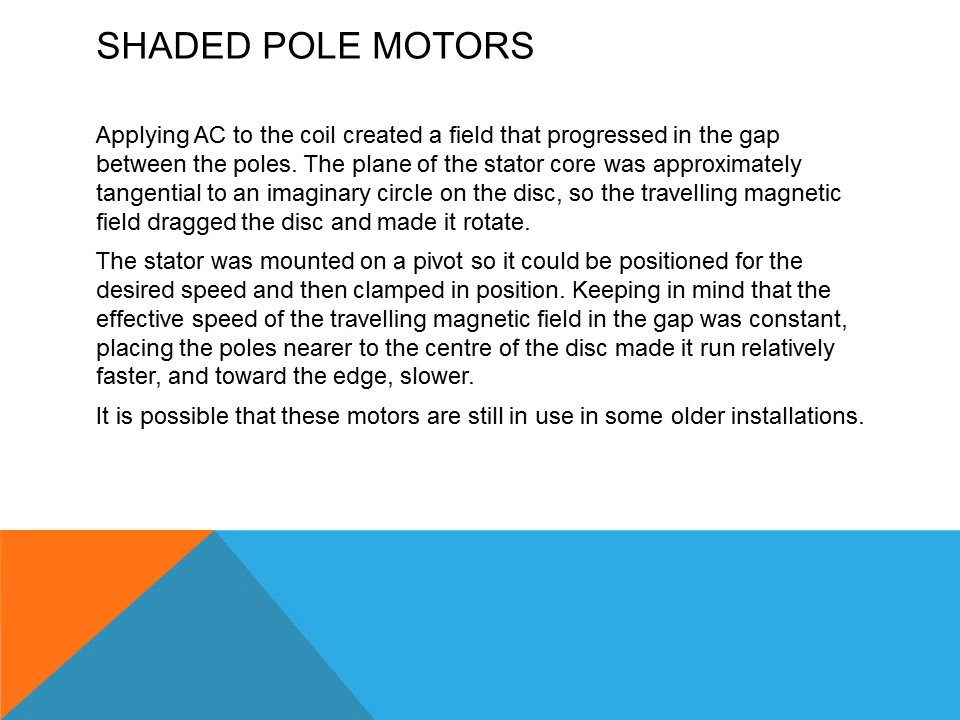 SHADED POLE MOTORS
Applying AC to the coil created a field that progressed in the gap
between the poles. The plane of the stator core was approximately
tangential to an imaginary circle on the disc, so the travelling magnetic
field dragged the disc and made it rotate.
The stator was mounted on a pivot so it could be positioned for the
desired speed and then clamped in position. Keeping in mind that the
effective speed of the travelling magnetic field in the gap was constant,
placing the poles nearer to the centre of the disc made it run relatively
faster, and toward the edge, slower.
It is possible that these motors are still in use in some older installations.